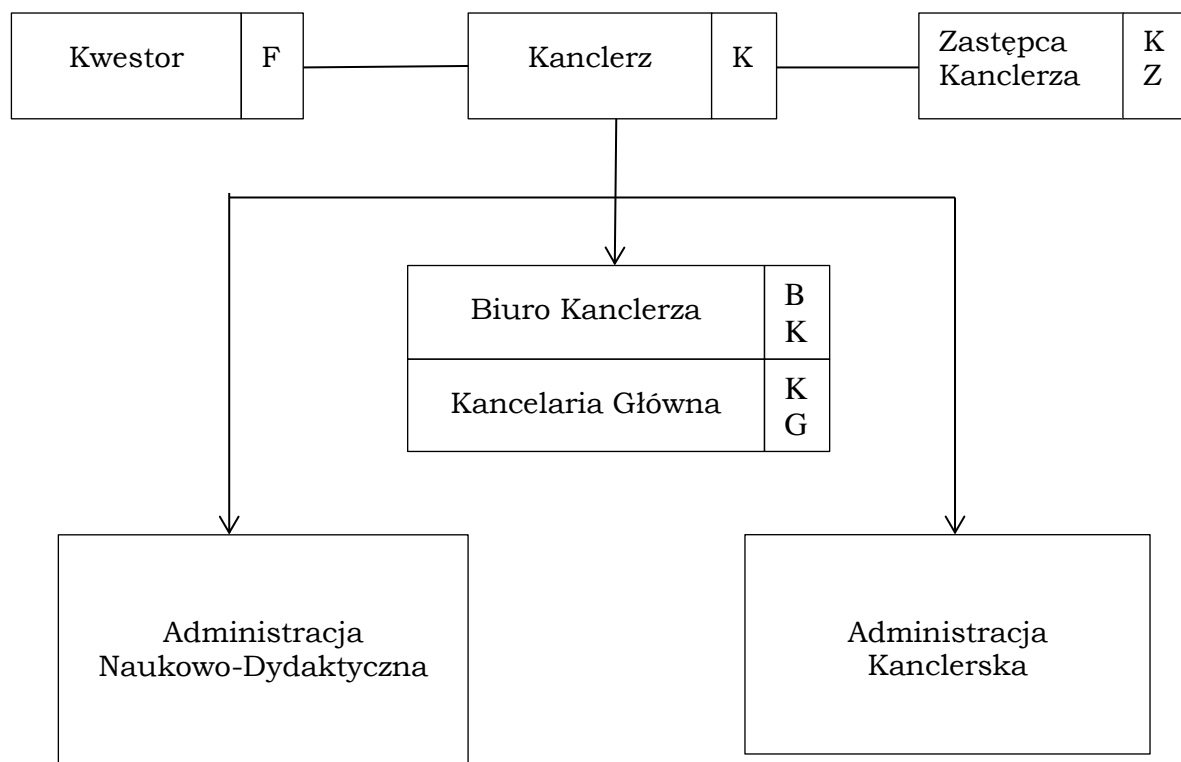 Kwestor F
Kanclerz K
Zastępca K
Kanclerza Z
Biuro Kanclerza B
K
Kancelaria Główna K
G
Administracja
Naukowo-Dydaktyczna
Administracja
Kanclerska